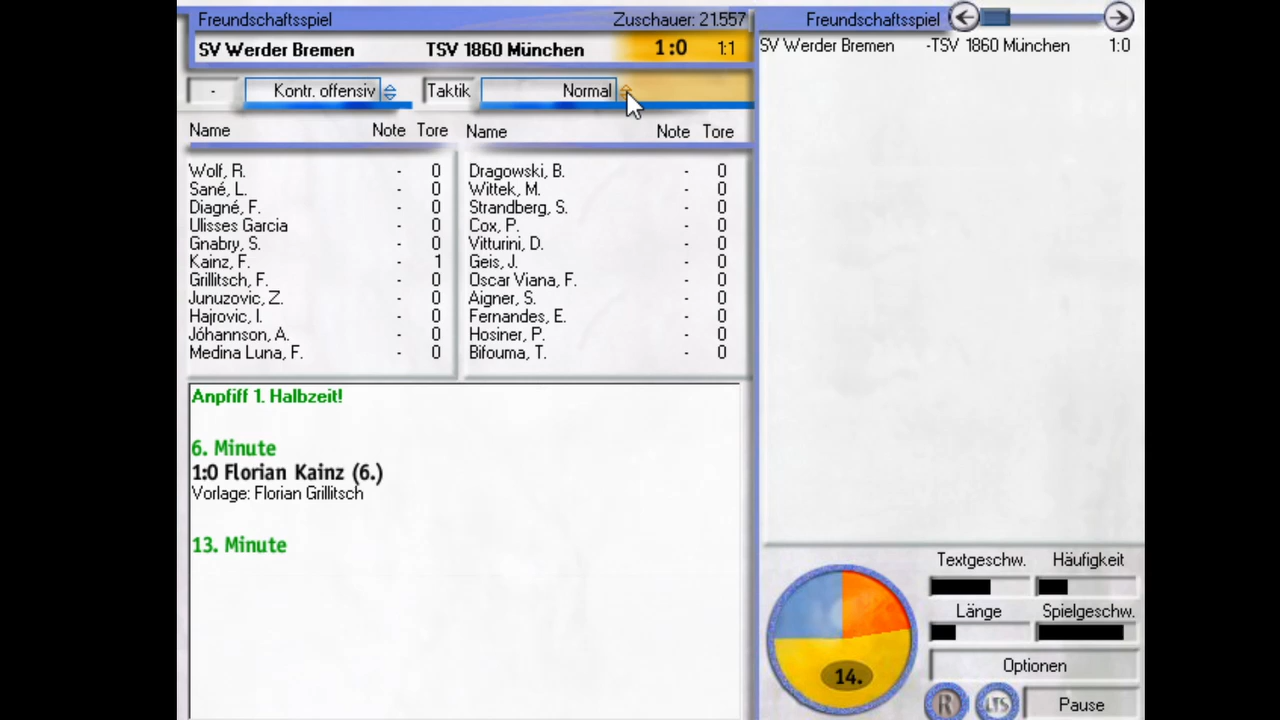 Freundschaftsspiel Zuschauer: 21.557
SV Werder Bremen TSV 1860 München 1:0 1:1
- Kontr. offensiv Taktik Normal
Name Note Tore Name Note Tore
Wolf, R. - 0 Dragowski, B. - 0
Sané, L. - 0 Wittek, M. - 0
Diagné, F. - 0 Strandberg, S. - 0
Ulisses Garcia - 0 Cox, P. - 0
Gnabry, S. - 0 Vitturini, D. - 0
Kainz, F. - 1 Geis, J. - 0
Grillitsch, F. - 0 Oscar Viana, F. - 0
Junuzovic, Z. - 0 Aigner, S. - 0
Hajrovic, I. - 0 Fernandes, E. - 0
Jóhannson, A. - 0 Hosiner, P. - 0
Medina Luna, F. - 0 Bifouma, T. - 0
Anpfiff 1. Halbzeit!
6. Minute
1:0 Florian Kainz (6.)
Vorlage: Florian Grillitsch
13. Minute
Freundschaftsspiel
SV Werder Bremen -TSV 1860 München 1:0
Textgeschw. Häufigkeit
Länge Spielgeschw.
14.
Optionen
R LTS Pause